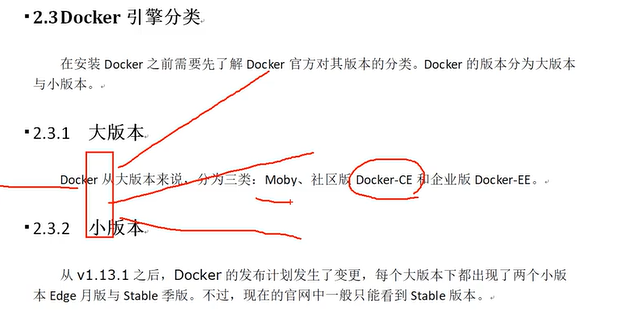 2.3 Docker 引擎分类
在安装 Docker 之前需要先了解 Docker 官方对其版本的分类。Docker 的版本分为大版本
与小版本。
2.3.1 大版本
Docker 从大版本来说，分为三类：Moby、社区版 Docker-CE 和企业版 Docker-EE。
2.3.2 小版本
从 v1.13.1 之后，Docker 的发布计划发生了变更，每个大版本下都出现了两个小版
本 Edge 月版与 Stable 季版。不过，现在的官网中一般只能看到 Stable 版本。